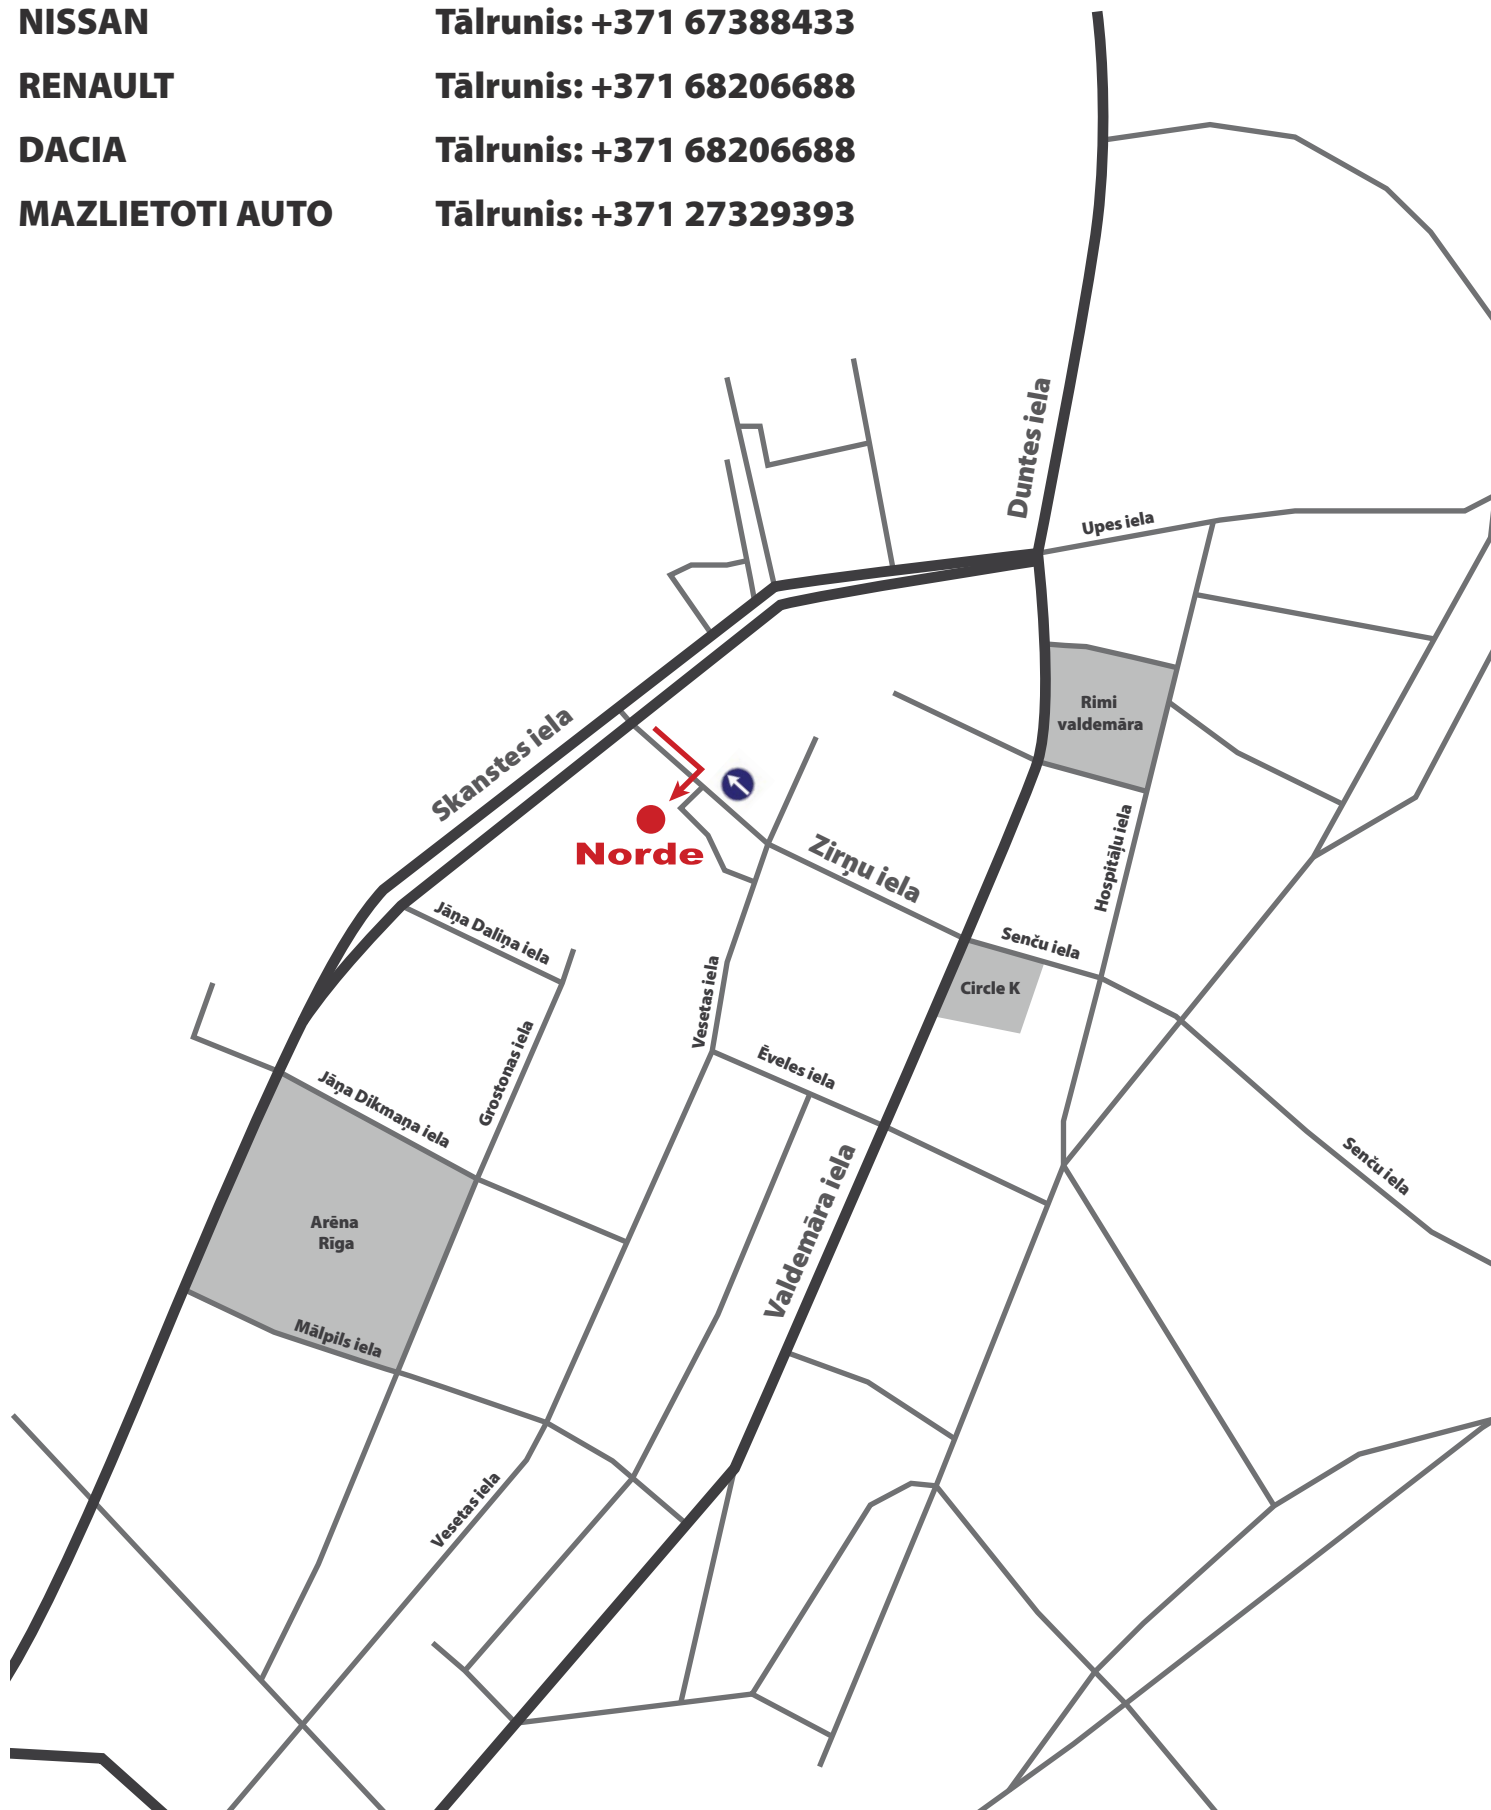 NISSAN Tālrunis: +371 67388433
RENAULT Tālrunis: +371 68206688
DACIA Tālrunis: +371 68206688
MAZLIETOTI AUTO Tālrunis: +371 27329393
Duntes iela
Upes iela
Rimi
valdemāra
Skanstes iela
Norde
Zirņu iela
Hospitāļu iela
Jāņa Daliņa iela
Senču iela
Circle K
Vesetas iela
Ēveles iela
Grostonas iela
Jāņa Dikmaņa iela
Senču iela
Arēna
Rīga
Valdemāra iela
Mālpils iela
Vesetas iela